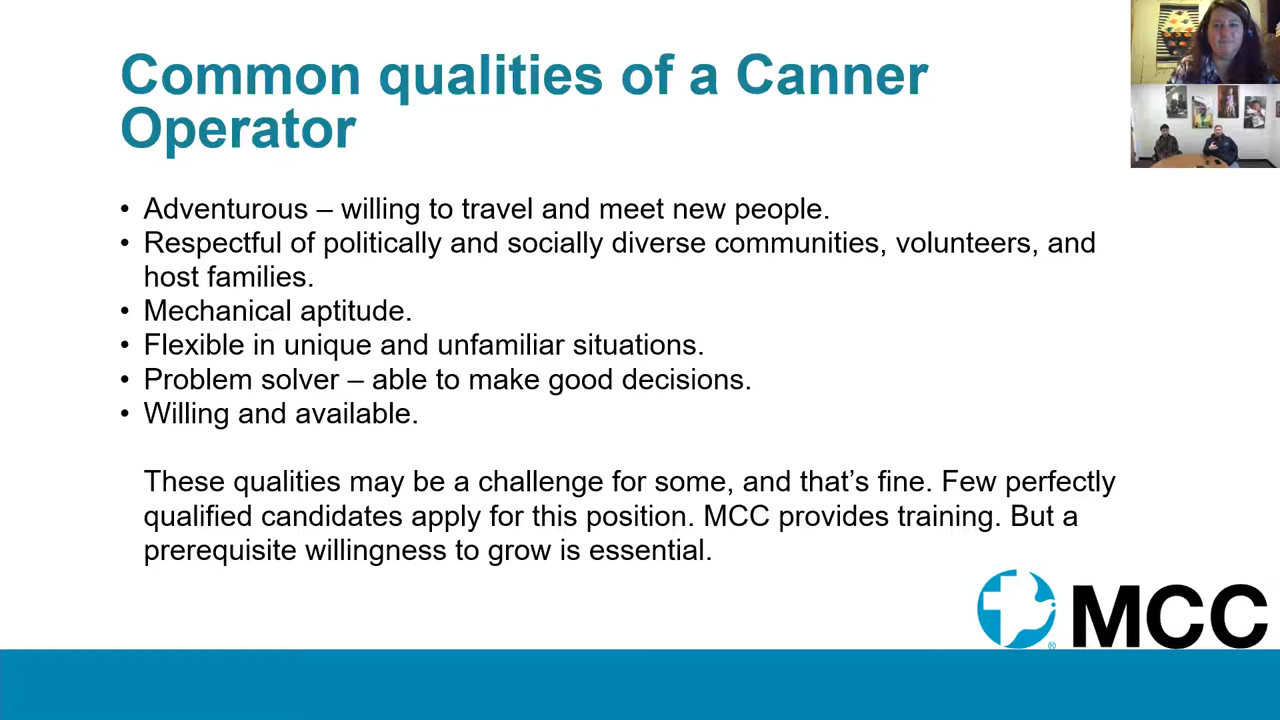 Common qualities of a Canner
Operator
• Adventurous – willing to travel and meet new people.
• Respectful of politically and socially diverse communities, volunteers, and
host families.
• Mechanical aptitude.
• Flexible in unique and unfamiliar situations.
• Problem solver – able to make good decisions.
• Willing and available.
These qualities may be a challenge for some, and that’s fine. Few perfectly
qualified candidates apply for this position. MCC provides training. But a
prerequisite willingness to grow is essential.
® MCC